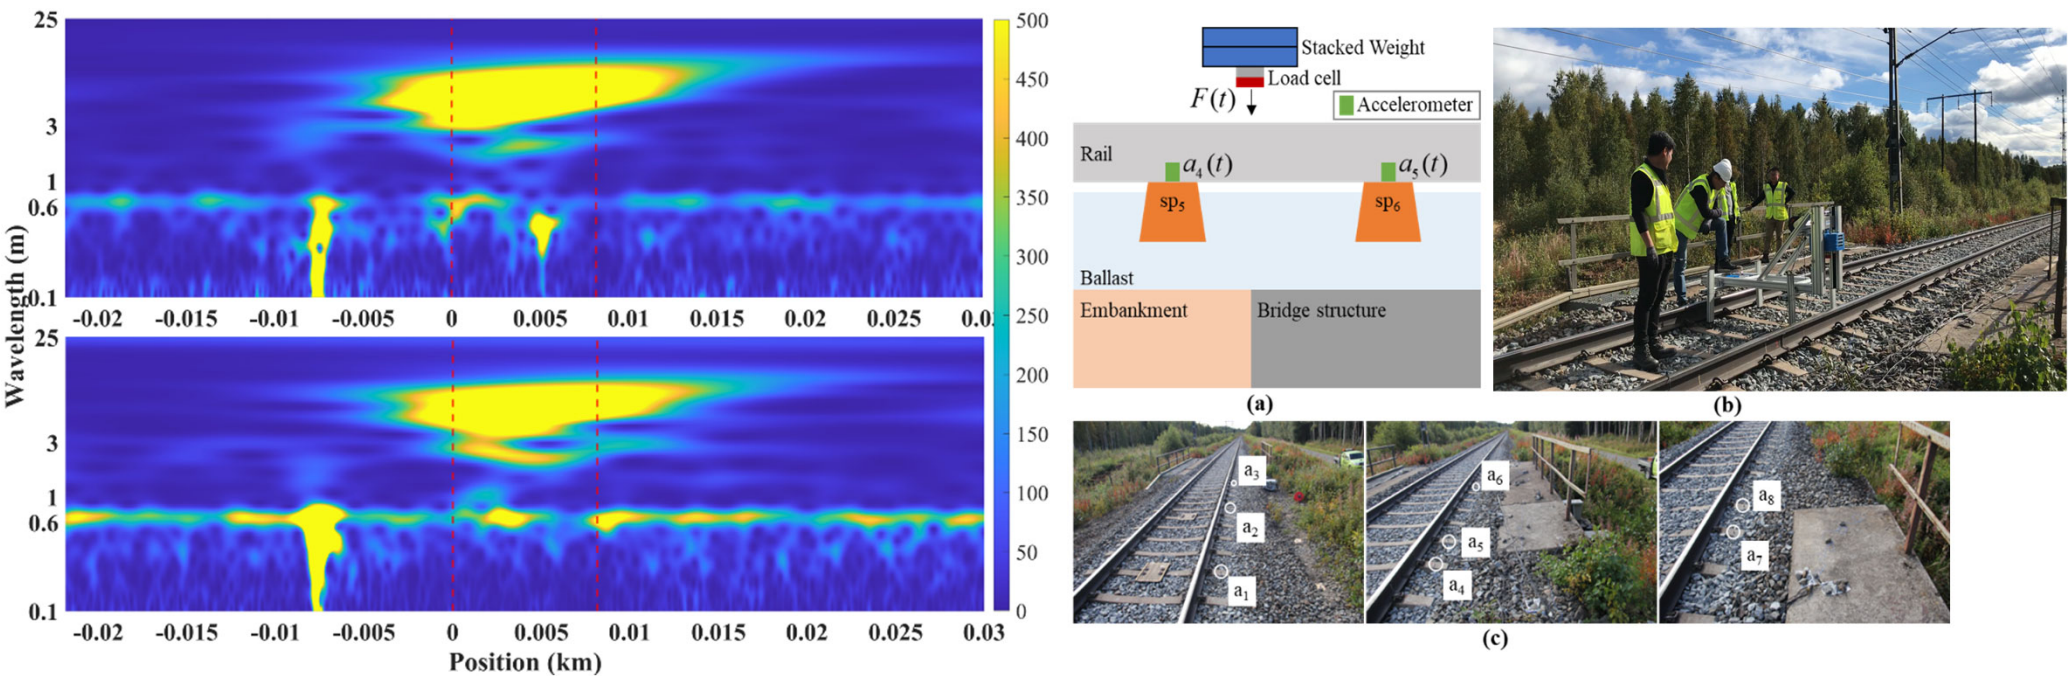 25
3
1
0.6
0.1
-0.02 -0.015 -0.01 -0.005 0 0.005 0.01 0.015 0.02 0.025 0.0
25
3
1
0.6
0.1
-0.02 -0.015 -0.01 -0.005 0 0.005 0.01 0.015 0.02 0.025 0.03
Wavelength (m)
Position (km)
500
450
400
350
300
250
200
150
100
50
0
Stacked Weight
Load cell
F(t)
Accelerometer
Rail
a4(t)
a5(t)
sp5
sp6
Ballast
Embankment
Bridge structure
(a)
(b)
a3
a2
a1
a6
a5
a4
a8
a7
(c)